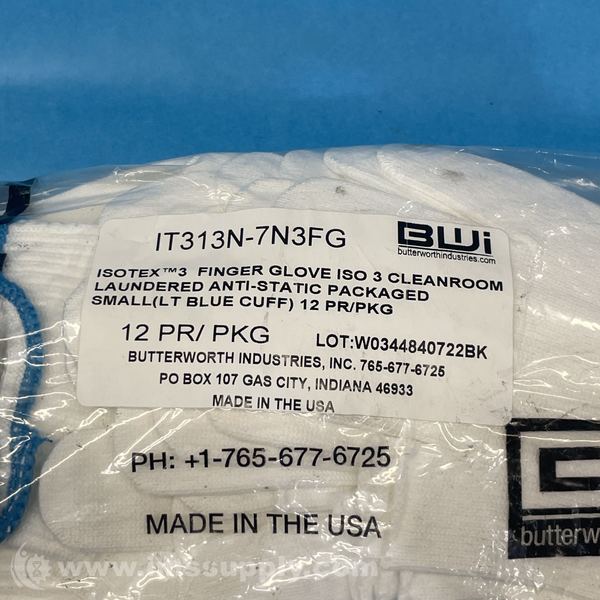 IT313N-7N3FG
BWi
butterworthindustries.com
ISOTEX™3 FINGER GLOVE ISO 3 CLEANROOM
LAUNDERED ANTI-STATIC PACKAGED
SMALL(LT BLUE CUFF) 12 PR/PKG
12 PR/ PKG LOT:W0344840722BK
BUTTERWORTH INDUSTRIES, INC. 765-677-6725
PO BOX 107 GAS CITY, INDIANA 46933
MADE IN THE USA
PH: +1-765-677-6725
MADE IN THE USA
butterw